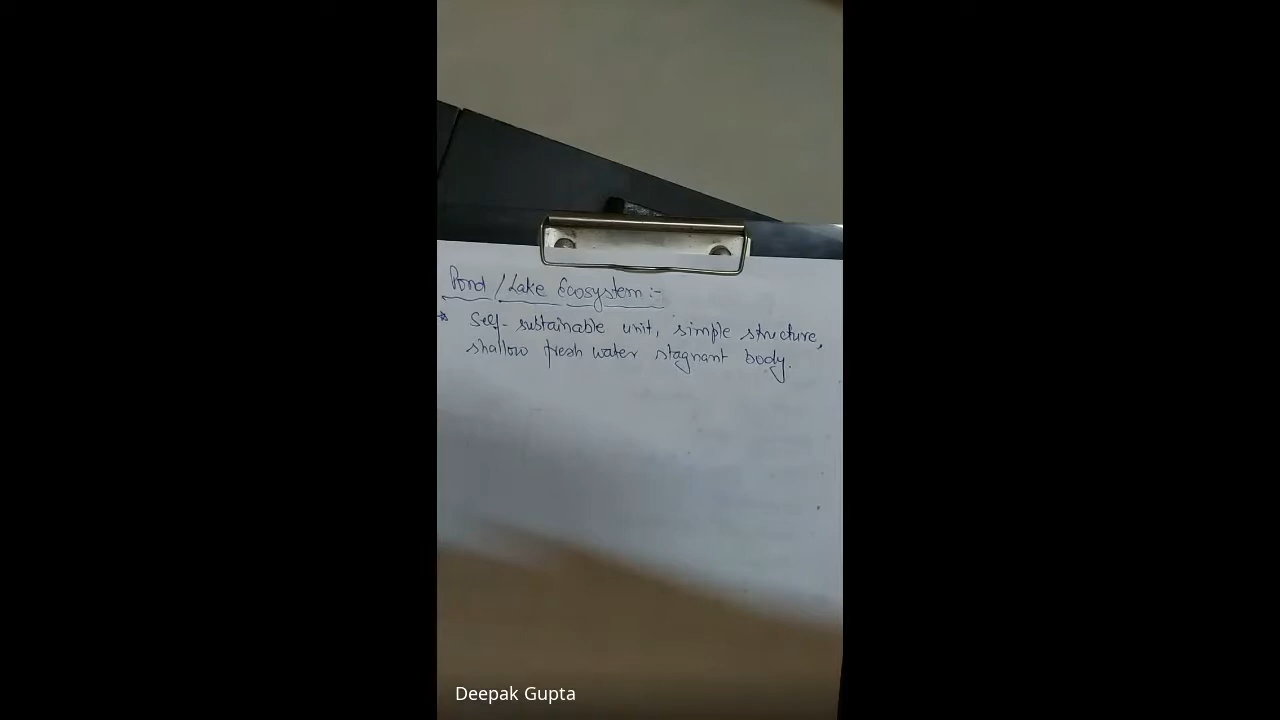 Pond / Lake Ecosystem :-
* Self-sustainable unit, simple structure,
shallow fresh water stagnant body.
Deepak Gupta